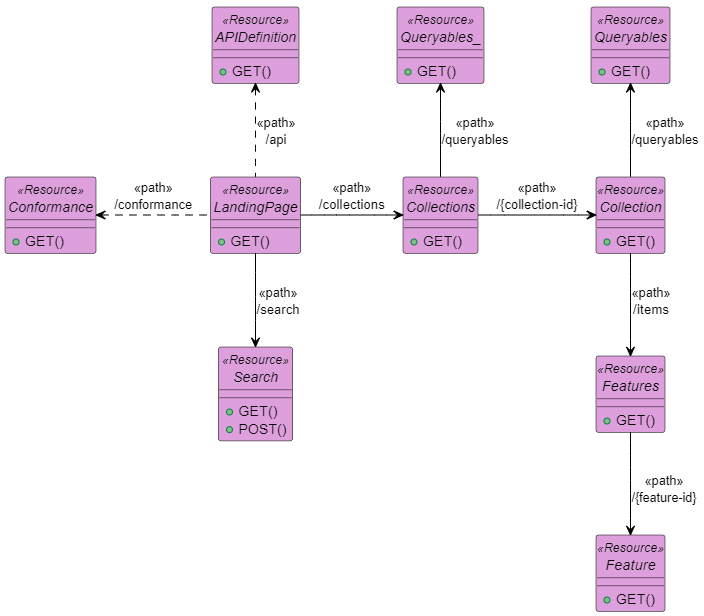 «Resource»
APIDefinition
GET()
«Resource»
Queryables_
GET()
«Resource»
Queryables
GET()
«path»
/api
«path»
/queryables
«path»
/queryables
«Resource»
Conformance
GET()
«path»
/conformance
«Resource»
LandingPage
GET()
«path»
/collections
«Resource»
Collections
GET()
«path»
/{collection-id}
«Resource»
Collection
GET()
«path»
/search
«path»
/items
«Resource»
Search
GET()
POST()
«Resource»
Features
GET()
«path»
/{feature-id}
«Resource»
Feature
GET()